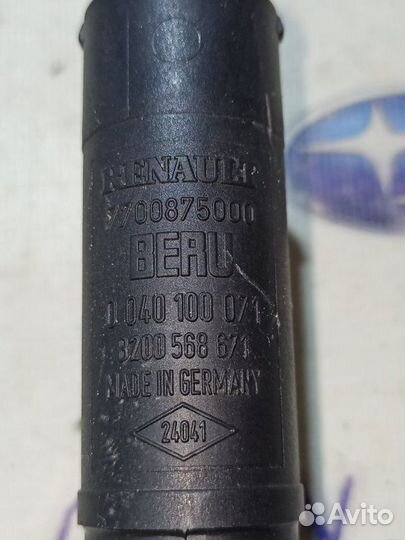 RENAULT
7700875000
BERU
0 040 100 071
8200 568 671
MADE IN GERMANY
24041
Avito